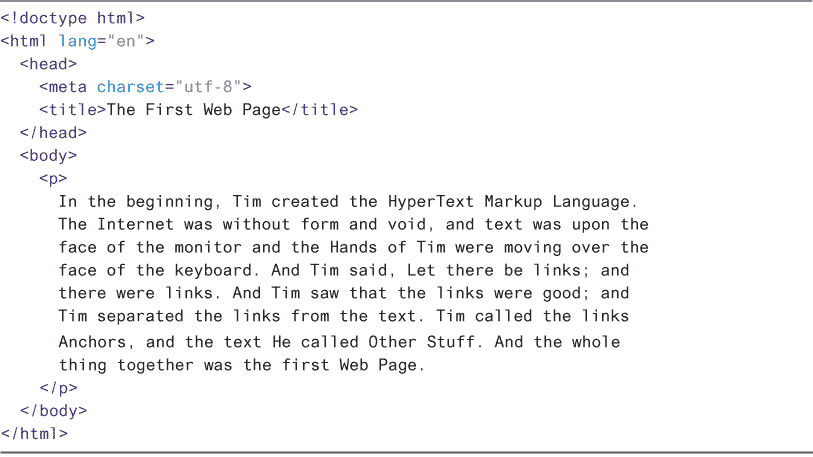 <!doctype html>
<html lang="en">
<head>
<meta charset="utf-8">
<title>The First Web Page</title>
</head>
<body>
<p>
In the beginning, Tim created the HyperText Markup Language.
The Internet was without form and void, and text was upon the
face of the monitor and the Hands of Tim were moving over the
face of the keyboard. And Tim said, Let there be links; and
there were links. And Tim saw that the links were good; and
Tim separated the links from the text. Tim called the links
Anchors, and the text He called Other Stuff. And the whole
thing together was the first Web Page.
</p>
</body>
</html>